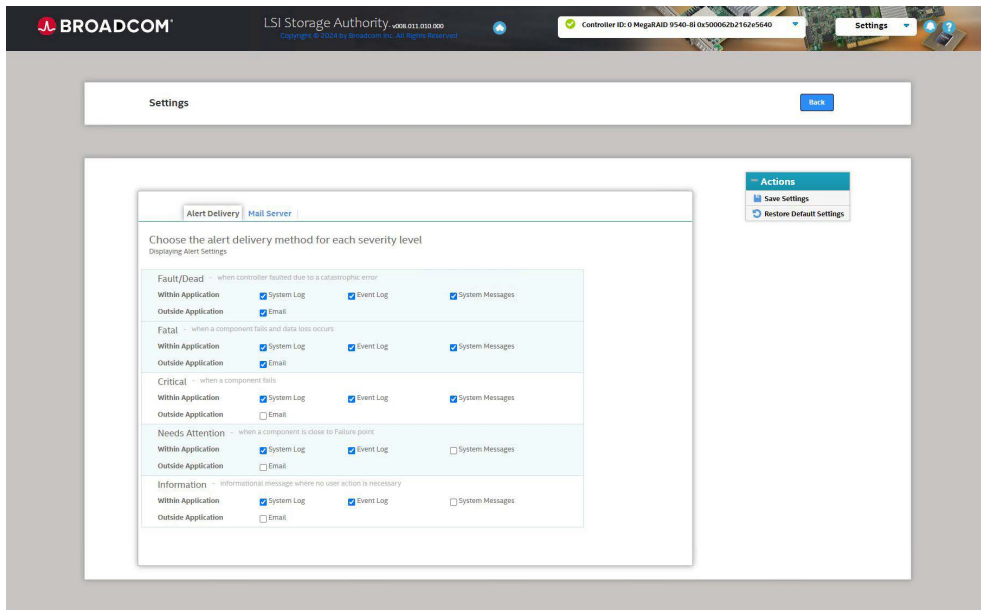 BROADCOM
LSI Storage Authority. v008.011.010.000
Copyright © 2024 by Broadcom Inc. All Rights Reserved
Controller ID: 0 MegaRAID 9540-8i 0x500062b2162e5640
Settings
?
Settings
Back
Actions
Save Settings
Restore Default Settings
Alert Delivery Mail Server
Choose the alert delivery method for each severity level
Displaying Alert Settings
Fault/Dead - when controller faulted due to a catastrophic error
Within Application System Log Event Log System Messages
Outside Application Email
Fatal - when a component fails and data loss occurs
Within Application System Log Event Log System Messages
Outside Application Email
Critical - when a component fails
Within Application System Log Event Log System Messages
Outside Application Email
Needs Attention - when a component is close to Failure point
Within Application System Log Event Log System Messages
Outside Application Email
Information - informational message where no user action is necessary
Within Application System Log Event Log System Messages
Outside Application Email